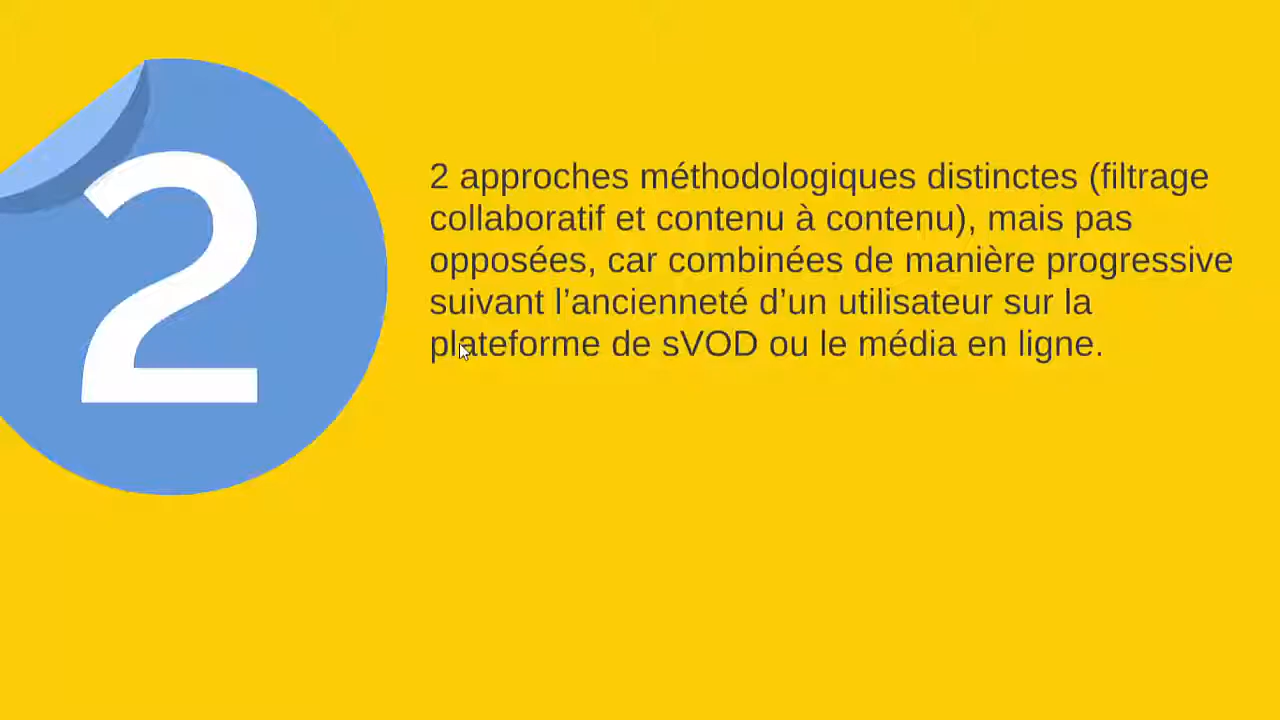 2
2 approches méthodologiques distinctes (filtrage
collaboratif et contenu à contenu), mais pas
opposées, car combinées de manière progressive
suivant l’ancienneté d’un utilisateur sur la
plateforme de sVOD ou le média en ligne.